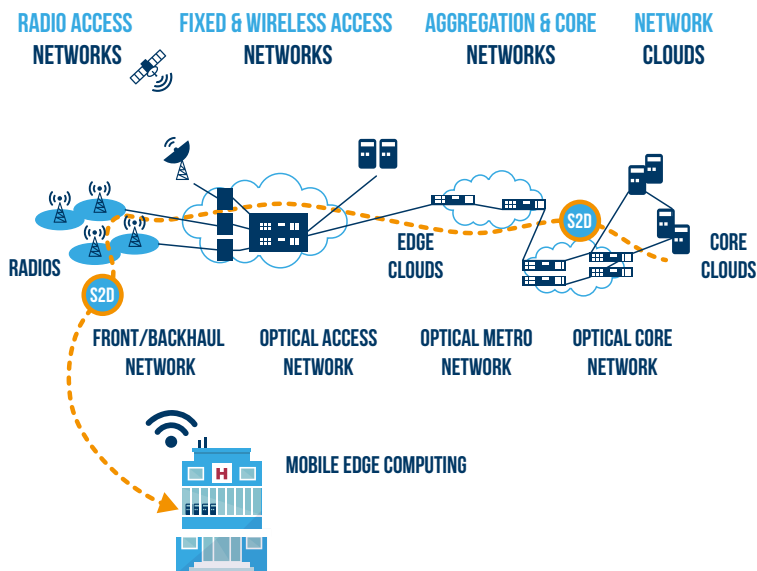 RADIO ACCESS
NETWORKS
FIXED & WIRELESS ACCESS
NETWORKS
AGGREGATION & CORE
NETWORKS
NETWORK
CLOUDS
S2D
EDGE
CLOUDS
CORE
CLOUDS
RADIOS
S2D
FRONT/BACKHAUL
NETWORK
OPTICAL ACCESS
NETWORK
OPTICAL METRO
NETWORK
OPTICAL CORE
NETWORK
MOBILE EDGE COMPUTING
H